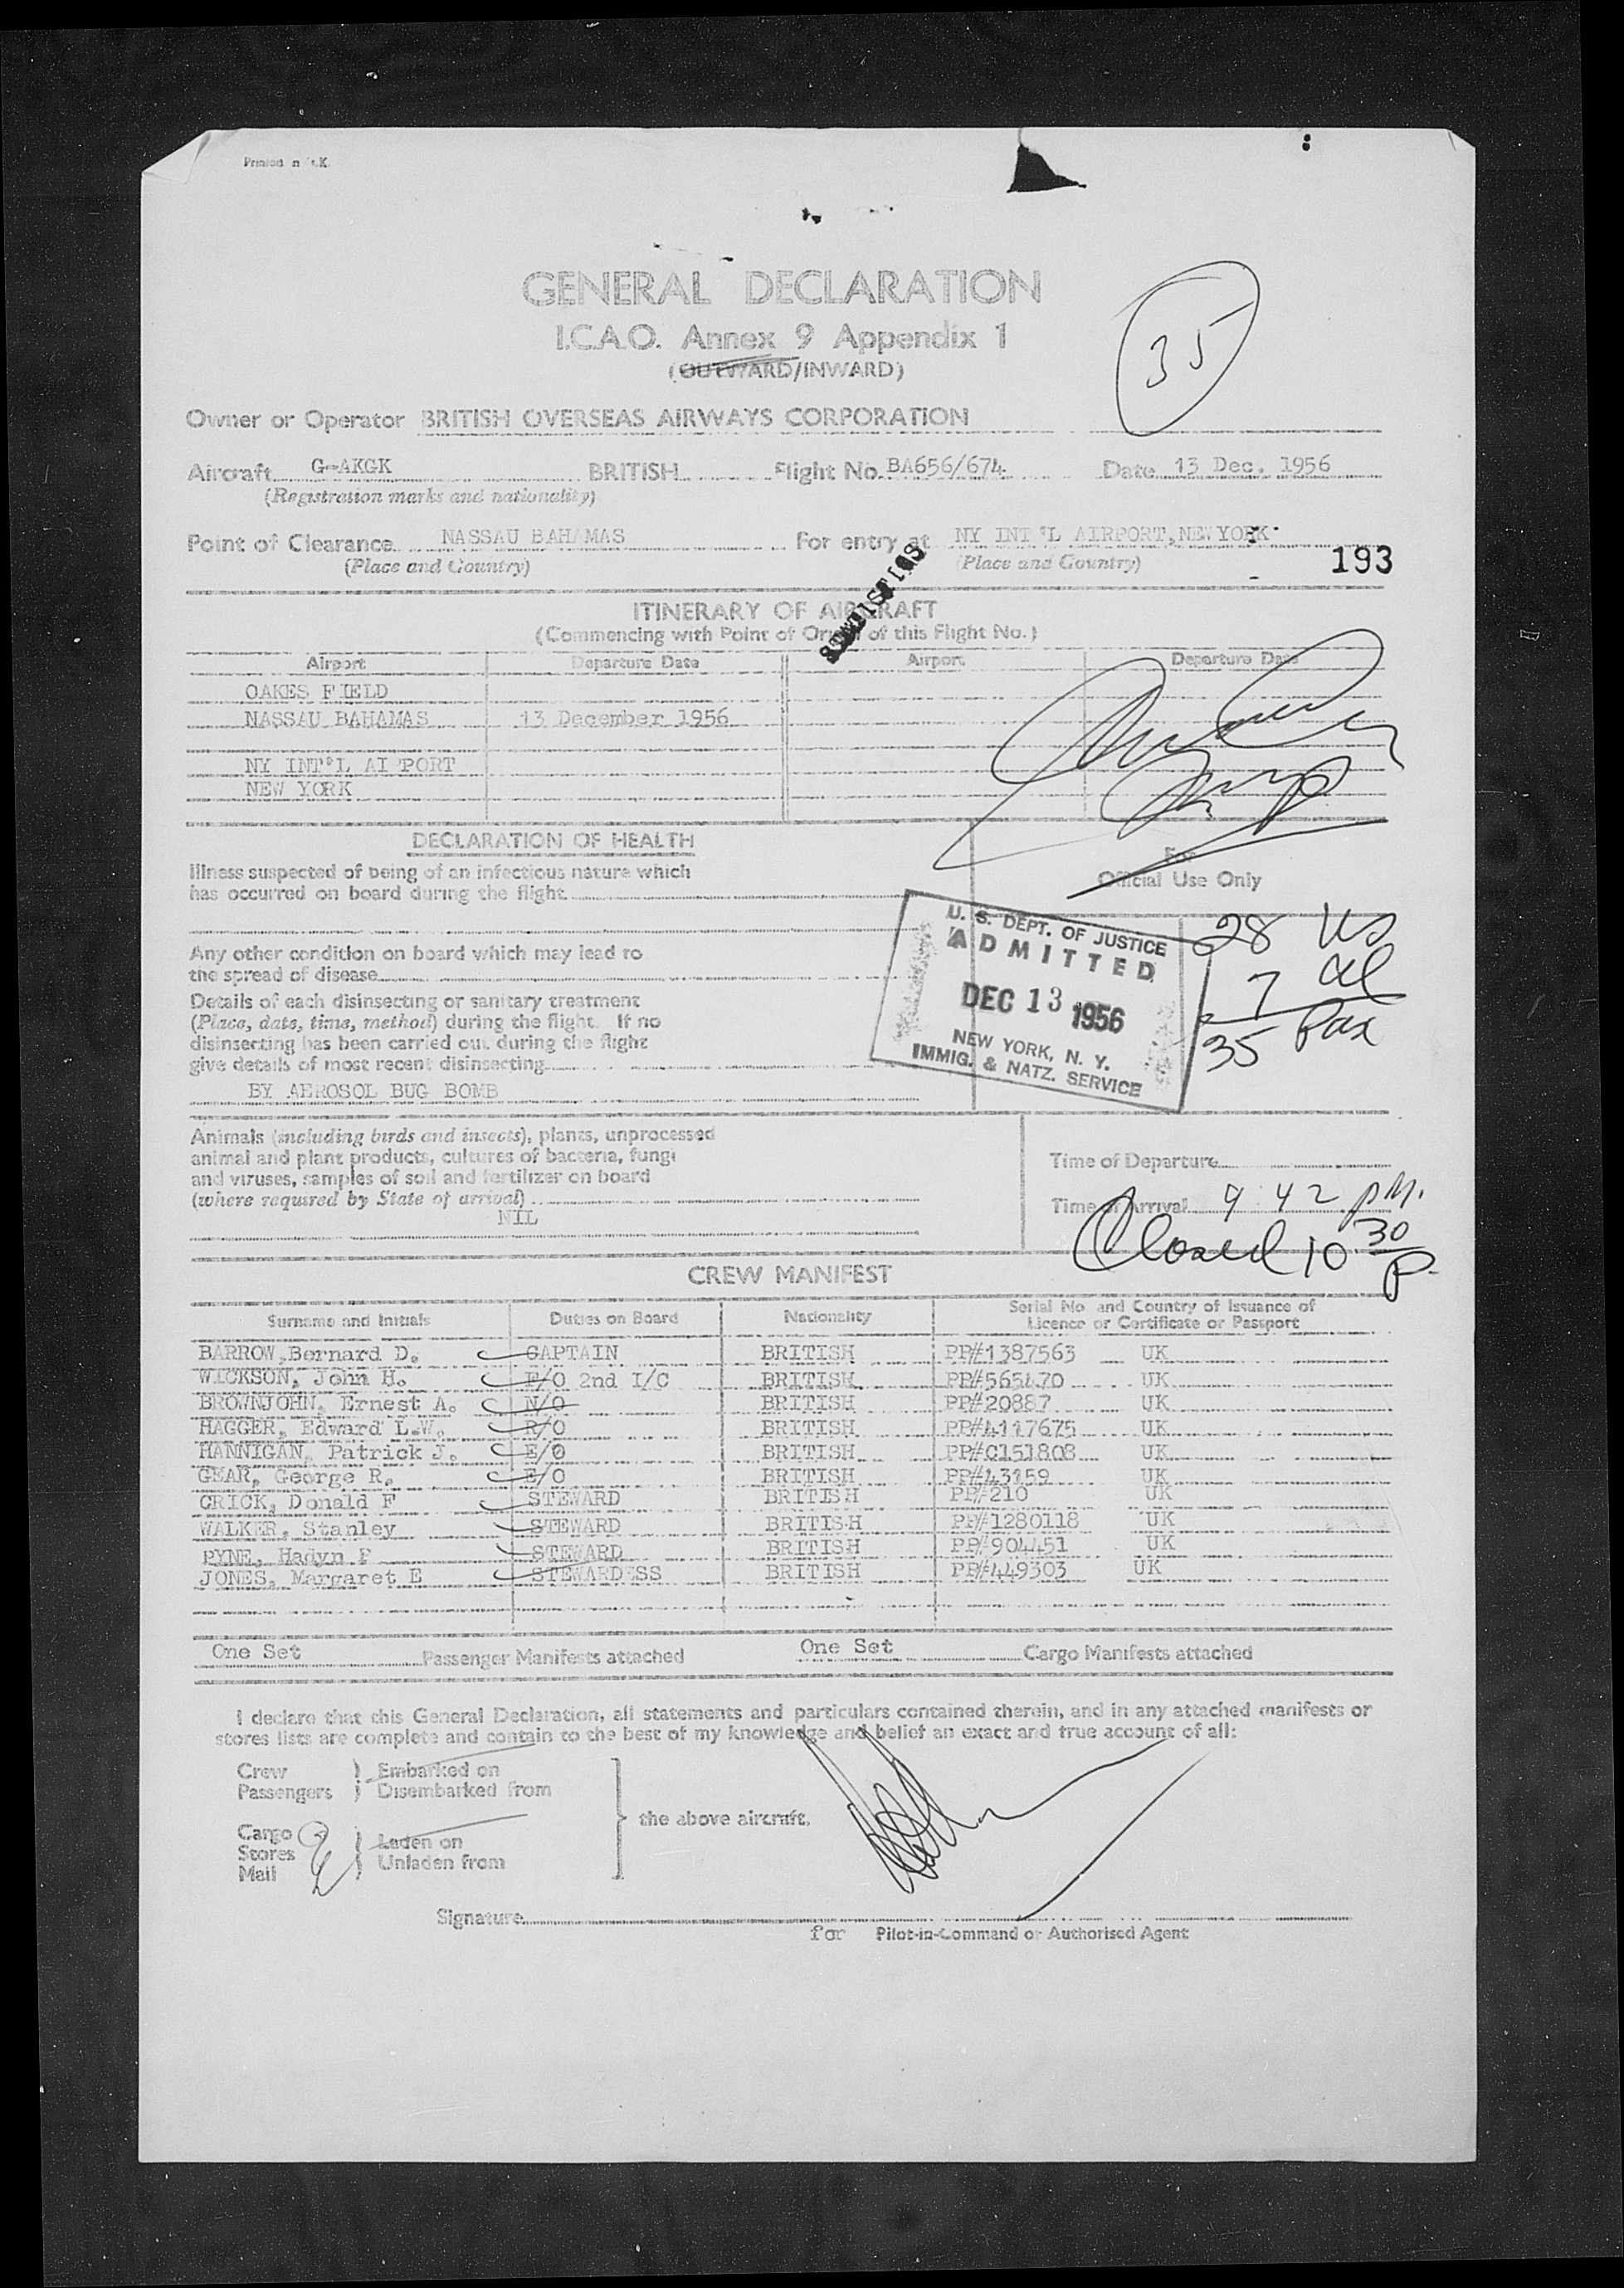 Printed in U.K.
GENERAL DECLARATION
I.C.A.O. Annex 9 Appendix 1
(OUTWARD/INWARD)
35
Owner or Operator BRITISH OVERSEAS AIRWAYS CORPORATION
Aircraft G-AKGK BRITISH Flight No. BA656/674 Date 13 Dec. 1956
(Registration marks and nationality)
Point of Clearance NASSAU BAHAMAS For entry at NY INT'L AIRPORT, NEW YORK
(Place and Country) (Place and Country) 193
STATISTICS
ITINERARY OF AIRCRAFT
(Commencing with Point of Origin of this Flight No.)
Airport Departure Date Airport Departure Date
OAKES FIELD
NASSAU BAHAMAS 13 December 1956
NY INT'L AI PORT
NEW YORK
DECLARATION OF HEALTH
For
Official Use Only
Illness suspected of being of an infectious nature which
has occurred on board during the flight
Any other condition on board which may lead to
the spread of disease
Details of each disinsecting or sanitary treatment
(Place, date, time, method) during the flight. If no
disinsecting has been carried out during the flight
give details of most recent disinsecting
BY AEROSOL BUG BOMB
U. S. DEPT. OF JUSTICE
ADMITTED
DEC 13 1956
NEW YORK, N. Y.
IMMIG. & NATZ. SERVICE
28 US
7 al
35 Pax
Animals (including birds and insects), plants, unprocessed
animal and plant products, cultures of bacteria, fungi
and viruses, samples of soil and fertilizer on board
(where required by State of arrival)
NIL
Time of Departure
Time of Arrival 9 42 PM.
Closed 10 30 P.
CREW MANIFEST
Surname and Initials Duties on Board Nationality Serial No. and Country of Issuance of
Licence or Certificate or Passport
BARROW, Bernard D. CAPTAIN BRITISH PP#1387563 UK
WICKSON, John H. F/O 2nd I/C BRITISH PP#565470 UK
BROWNJOHN, Ernest A. N/O BRITISH PP#20887 UK
HAGGER, Edward L.W. R/O BRITISH PP#4117675 UK
HANNIGAN, Patrick J. E/O BRITISH PP#C151808 UK
GEAR, George R. E/O BRITISH PP#43159 UK
CRICK, Donald F STEWARD BRITISH PP#210 UK
WALKER, Stanley STEWARD BRITISH PP#1280118 UK
PYNE, Hadyn F STEWARD BRITISH PP#904451 UK
JONES, Margaret E STEWARDESS BRITISH PP#449303 UK
One Set Passenger Manifests attached One Set Cargo Manifests attached
I declare that this General Declaration, all statements and particulars contained therein, and in any attached manifests or
stores lists are complete and contain to the best of my knowledge and belief an exact and true account of all:
Crew Embarked on
Passengers Disembarked from
the above aircraft.
Cargo
Stores Laden on
Mail Unladen from
Signature
for Pilot-in-Command or Authorised Agent